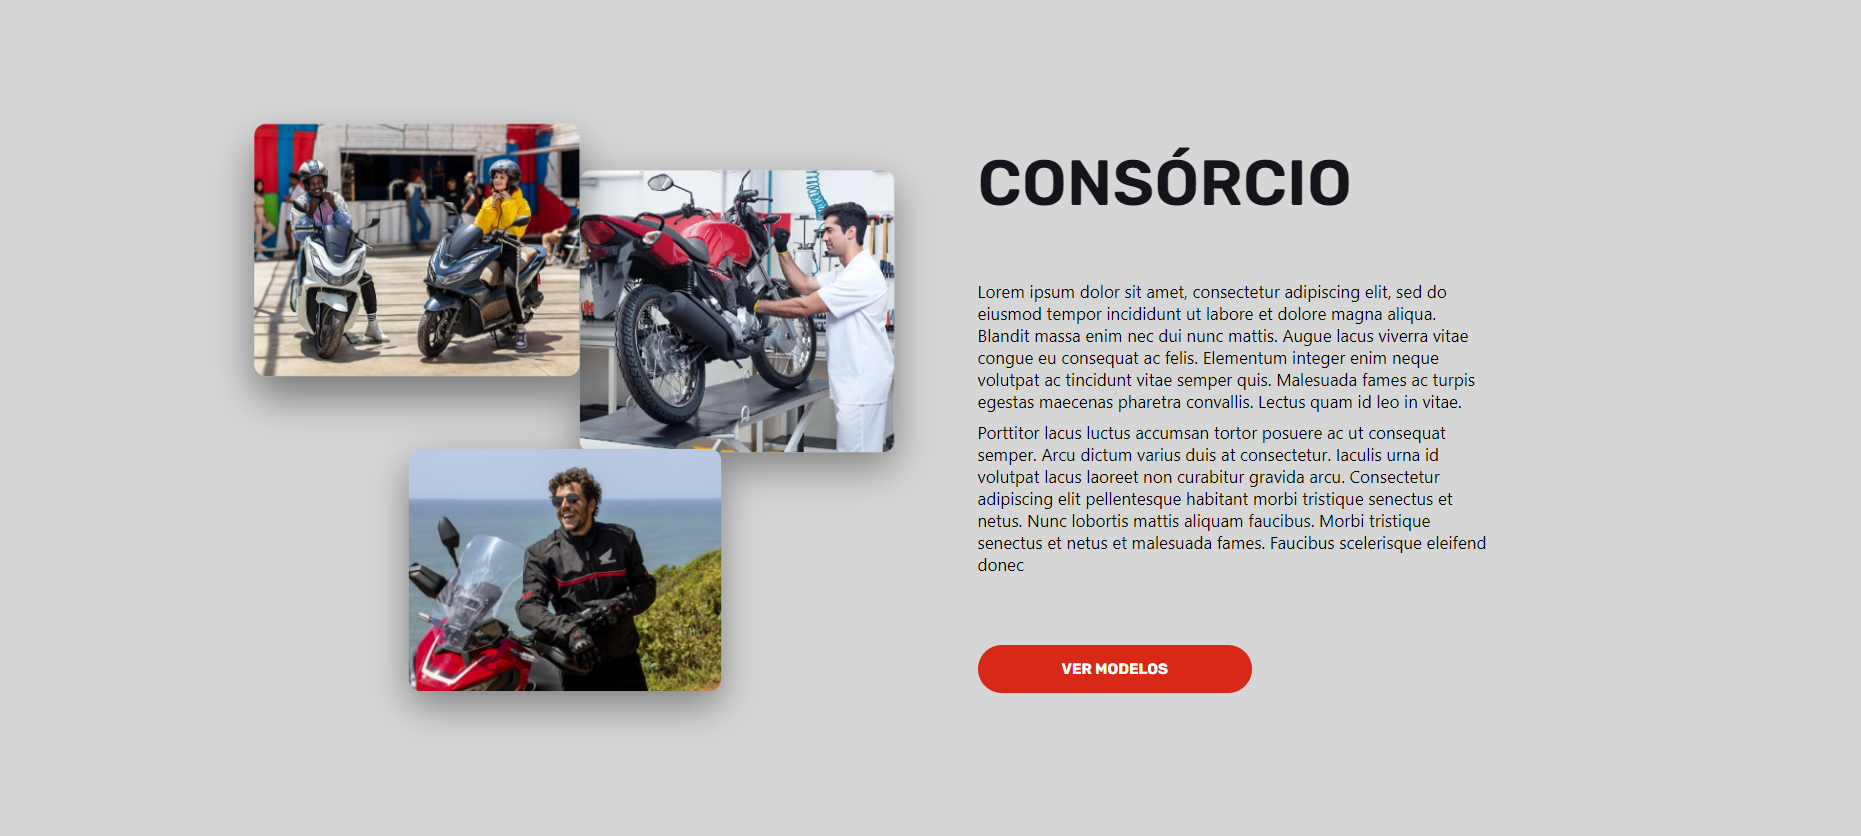 CONSÓRCIO
Lorem ipsum dolor sit amet, consectetur adipiscing elit, sed do
eiusmod tempor incididunt ut labore et dolore magna aliqua.
Blandit massa enim nec dui nunc mattis. Augue lacus viverra vitae
congue eu consequat ac felis. Elementum integer enim neque
volutpat ac tincidunt vitae semper quis. Malesuada fames ac turpis
egestas maecenas pharetra convallis. Lectus quam id leo in vitae.
Porttitor lacus luctus accumsan tortor posuere ac ut consequat
semper. Arcu dictum varius duis at consectetur. Iaculis urna id
volutpat lacus laoreet non curabitur gravida arcu. Consectetur
adipiscing elit pellentesque habitant morbi tristique senectus et
netus. Nunc lobortis mattis aliquam faucibus. Morbi tristique
senectus et netus et malesuada fames. Faucibus scelerisque eleifend
donec
VER MODELOS